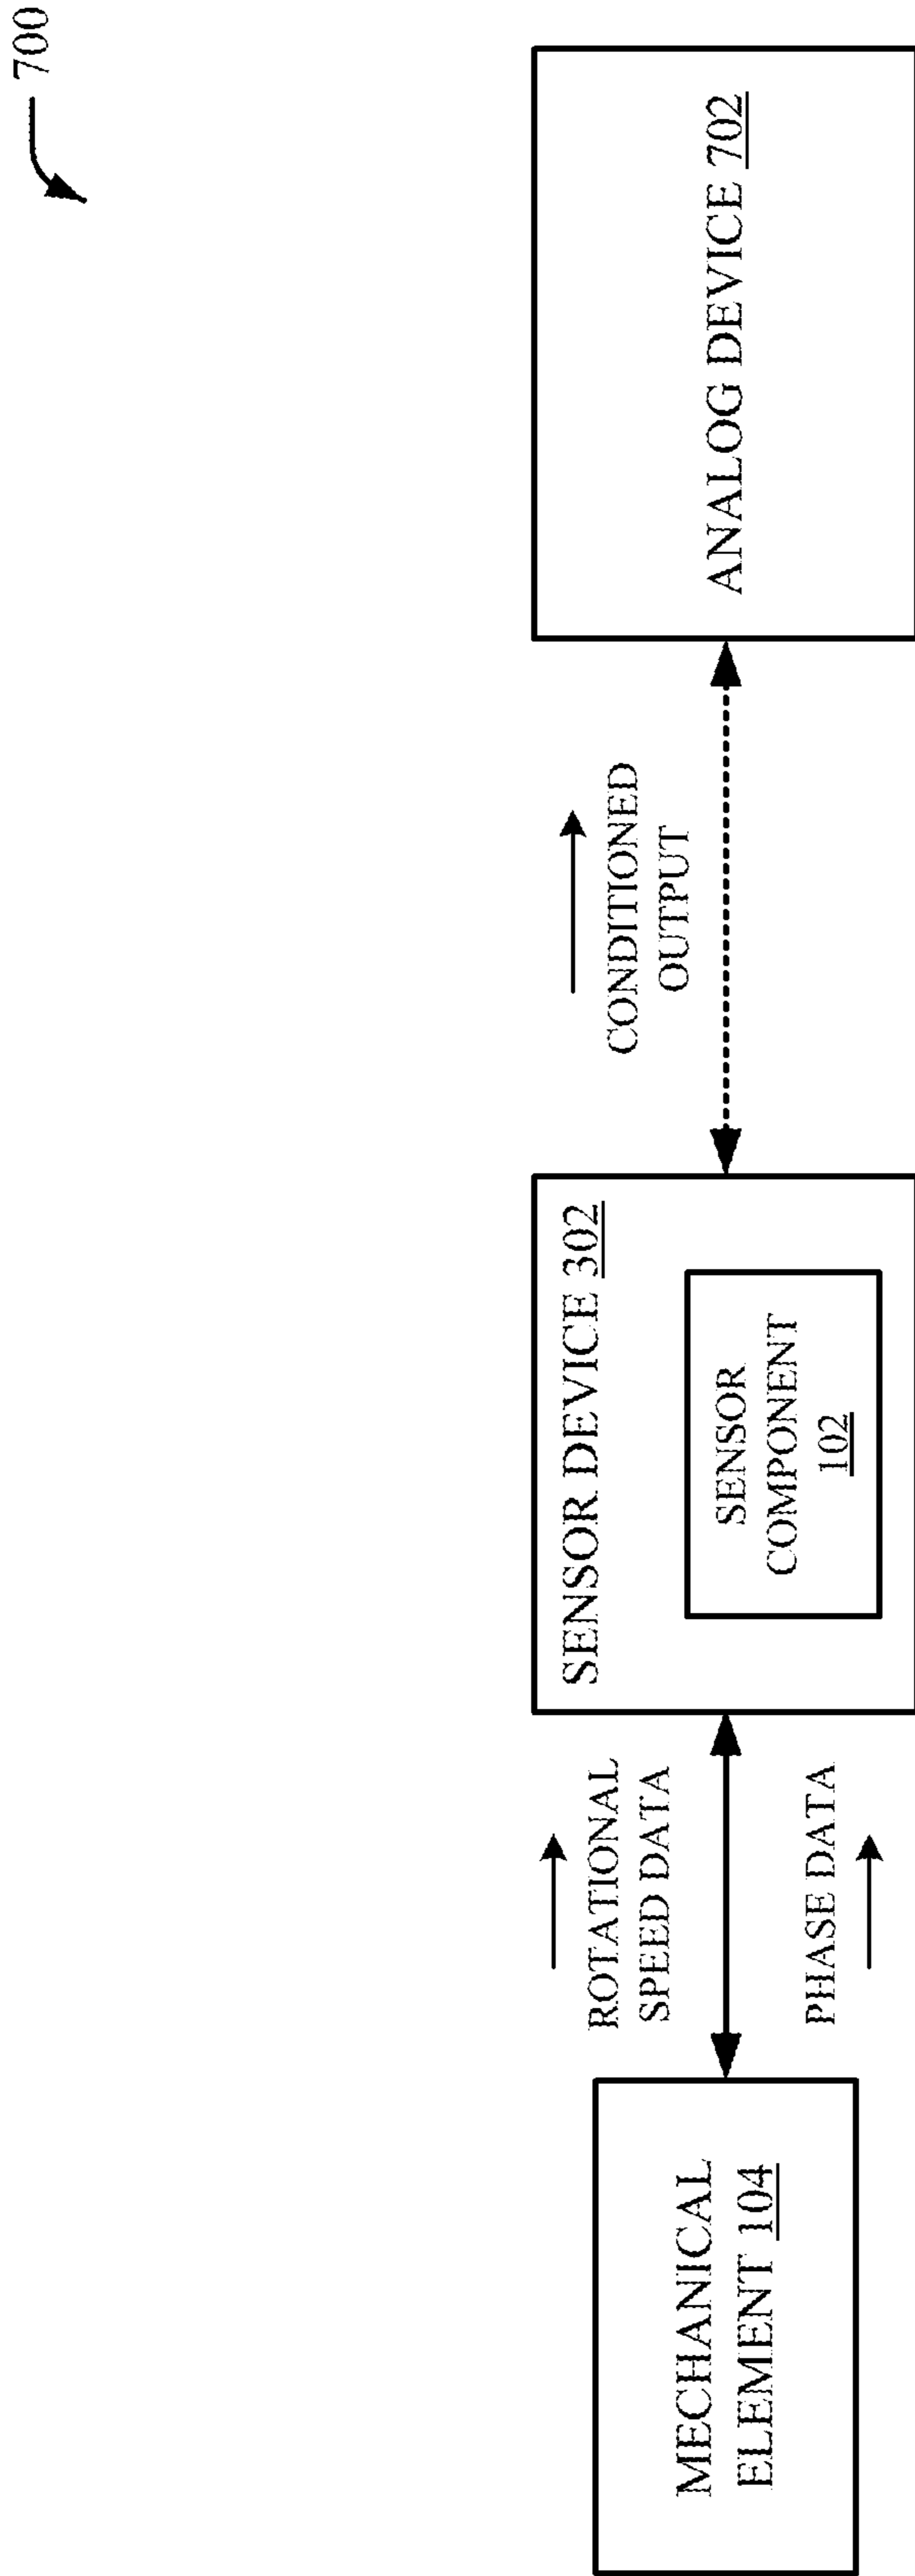 700
MECHANICAL
ELEMENT 104
ROTATIONAL
SPEED DATA
PHASE DATA
SENSOR DEVICE 302
SENSOR
COMPONENT
102
CONDITIONED
OUTPUT
ANALOG DEVICE 702